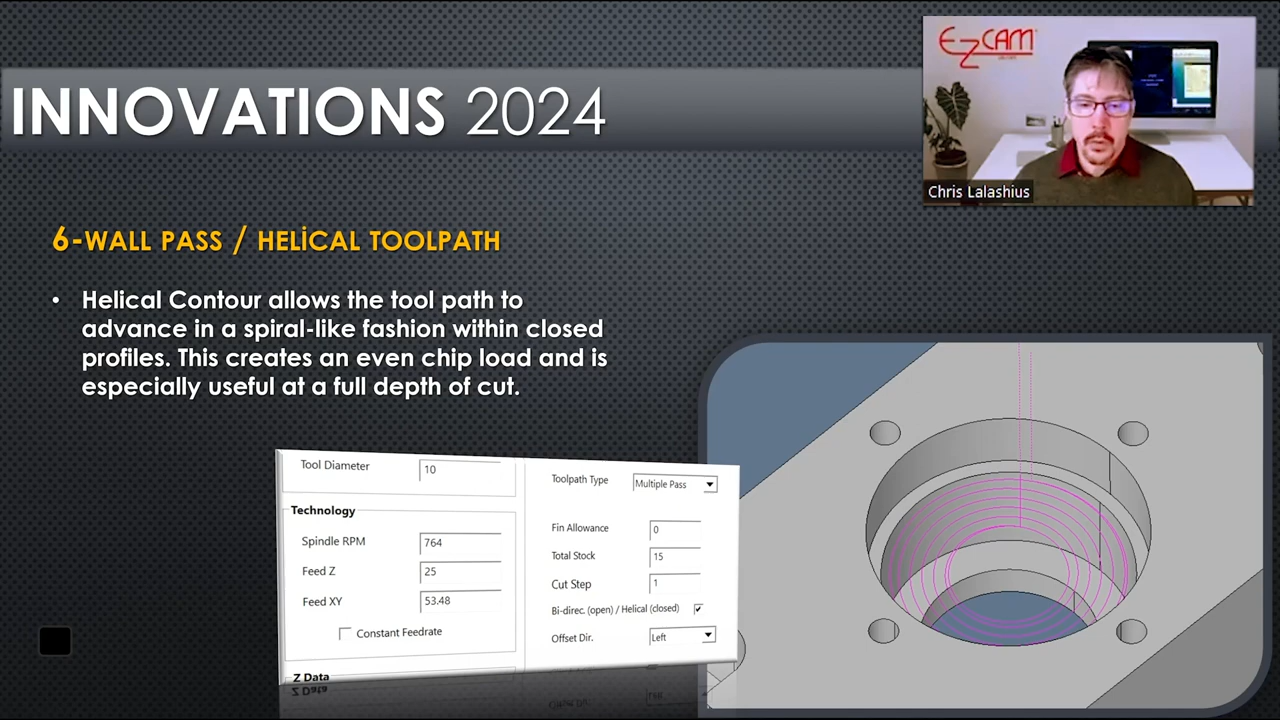 INNOVATIONS 2024
EZCAM
Chris Lalashius
6-WALL PASS / HELİCAL TOOLPATH
• Helical Contour allows the tool path to
advance in a spiral-like fashion within closed
profiles. This creates an even chip load and is
especially useful at a full depth of cut.
Tool Diameter 10
Technology
Spindle RPM 764
Feed Z 25
Feed XY 53.48
Constant Feedrate
Z Data
Toolpath Type Multiple Pass
Fin Allowance 0
Total Stock 15
Cut Step 1
Bi-direc. (open) / Helical (closed)
Offset Dir. Left